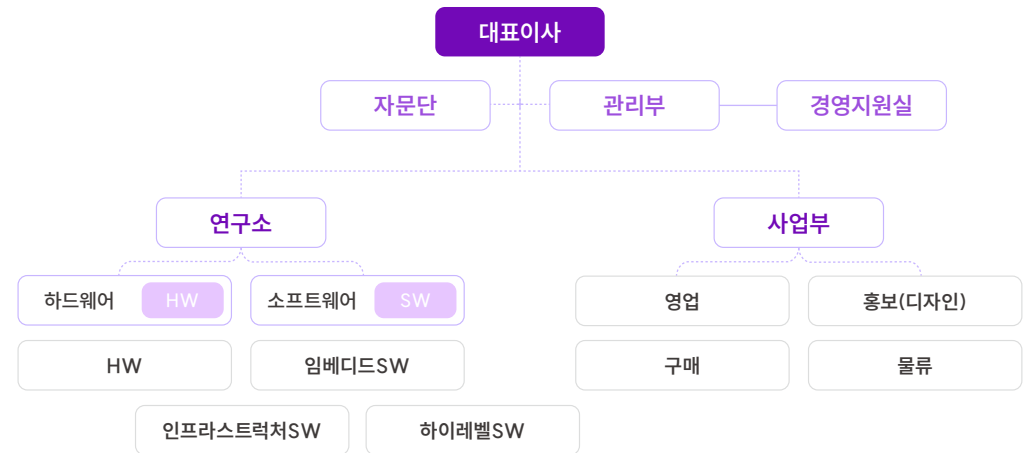 대표이사
자문단
관리부
경영지원실
연구소
사업부
하드웨어 HW
소프트웨어 SW
영업
홍보(디자인)
HW
임베디드SW
구매
물류
인프라스트럭처SW
하이레벨SW